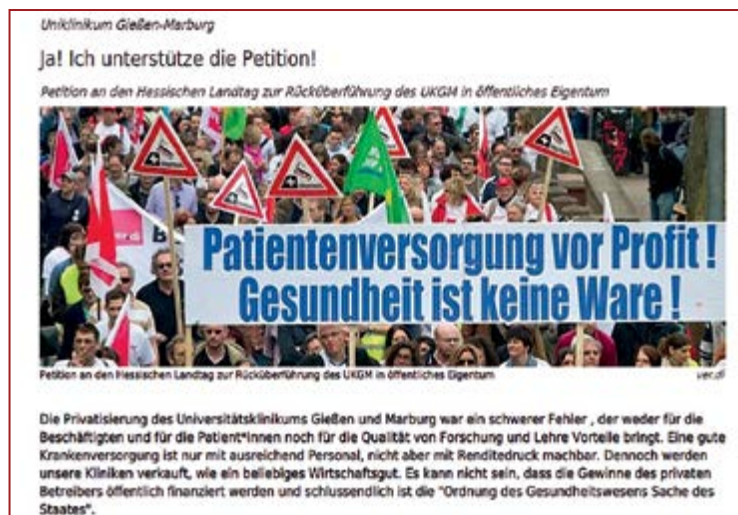 Uniklinikum Gießen-Marburg
Ja! Ich unterstütze die Petition!
Petition an den Hessischen Landtag zur Rücküberführung des UKGM in öffentliches Eigentum
ver.di
Patientenversorgung vor Profit!
Gesundheit ist keine Ware!
Petition an den Hessischen Landtag zur Rücküberführung des UKGM in öffentliches Eigentum
ver.di
Die Privatisierung des Universitätsklinikums Gießen und Marburg war ein schwerer Fehler , der weder für die
Beschäftigten und für die Patient*innen noch für die Qualität von Forschung und Lehre Vorteile bringt. Eine gute
Krankenversorgung ist nur mit ausreichend Personal, nicht aber mit Renditedruck machbar. Dennoch werden
unsere Kliniken verkauft, wie ein beliebiges Wirtschaftsgut. Es kann nicht sein, dass die Gewinne des privaten
Betreibers öffentlich finanziert werden und schlussendlich ist die "Ordnung des Gesundheitswesens Sache des
Staates".